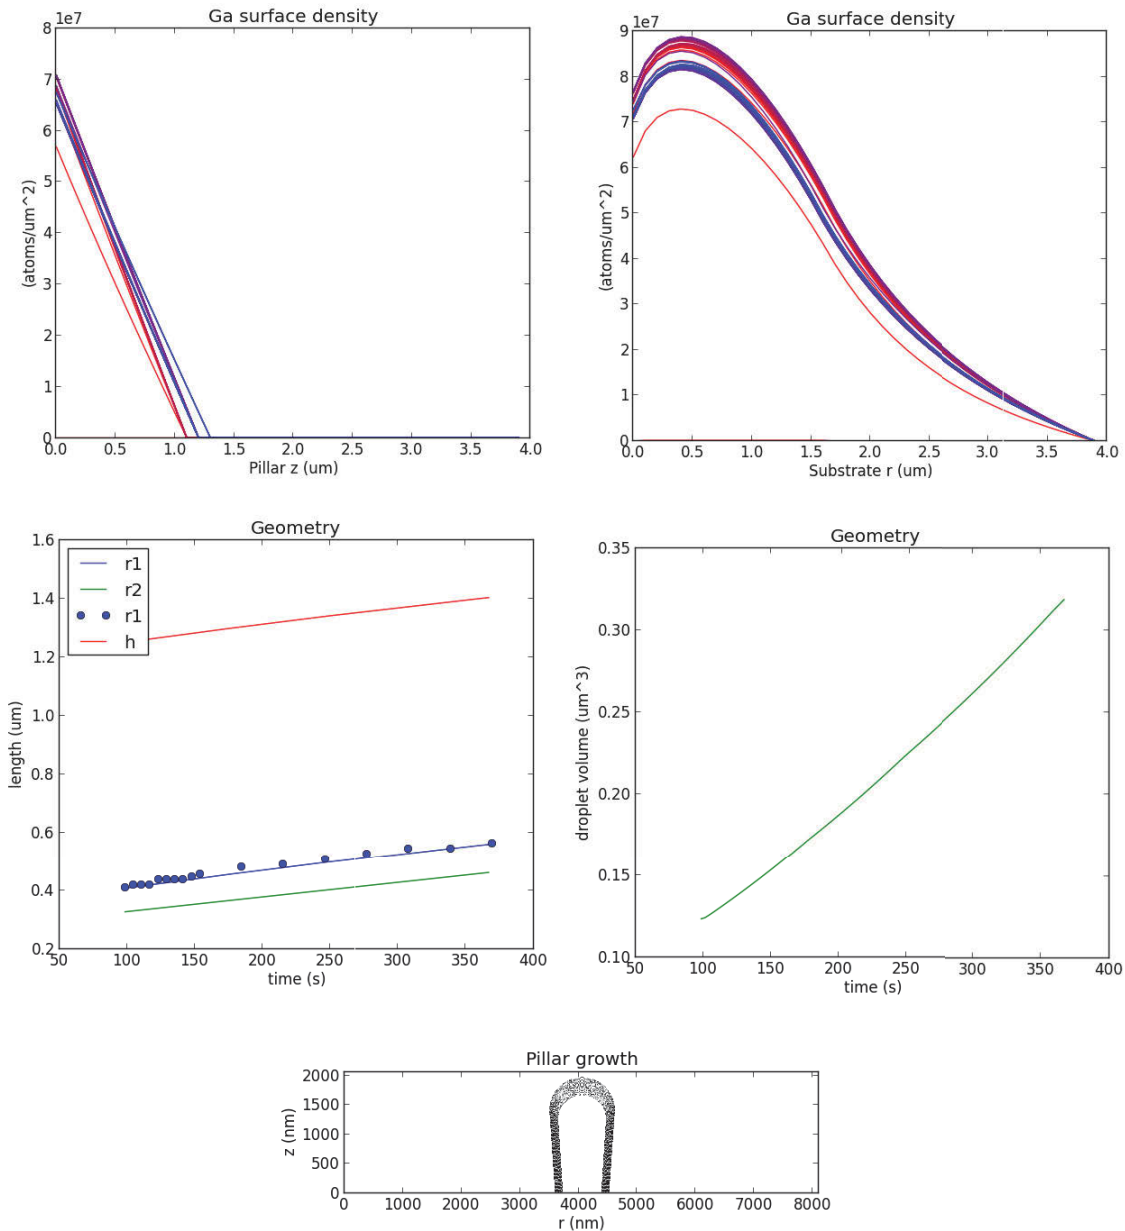 Ga surface density
1e7
8
7
6
5
4
3
2
1
0
(atoms/um^2)
0.0 0.5 1.0 1.5 2.0 2.5 3.0 3.5 4.0
Pillar z (um)
Ga surface density
1e7
9
8
7
6
5
4
3
2
1
0
(atoms/um^2)
0.0 0.5 1.0 1.5 2.0 2.5 3.0 3.5 4.0
Substrate r (um)
Geometry
1.6
1.4
1.2
1.0
0.8
0.6
0.4
0.2
length (um)
r1
r2
r1
h
50 100 150 200 250 300 350 400
time (s)
Geometry
0.35
0.30
0.25
0.20
0.15
0.10
droplet volume (um^3)
50 100 150 200 250 300 350 400
time (s)
Pillar growth
2000
1500
1000
500
0
z (nm)
0 1000 2000 3000 4000 5000 6000 7000 8000
r (nm)